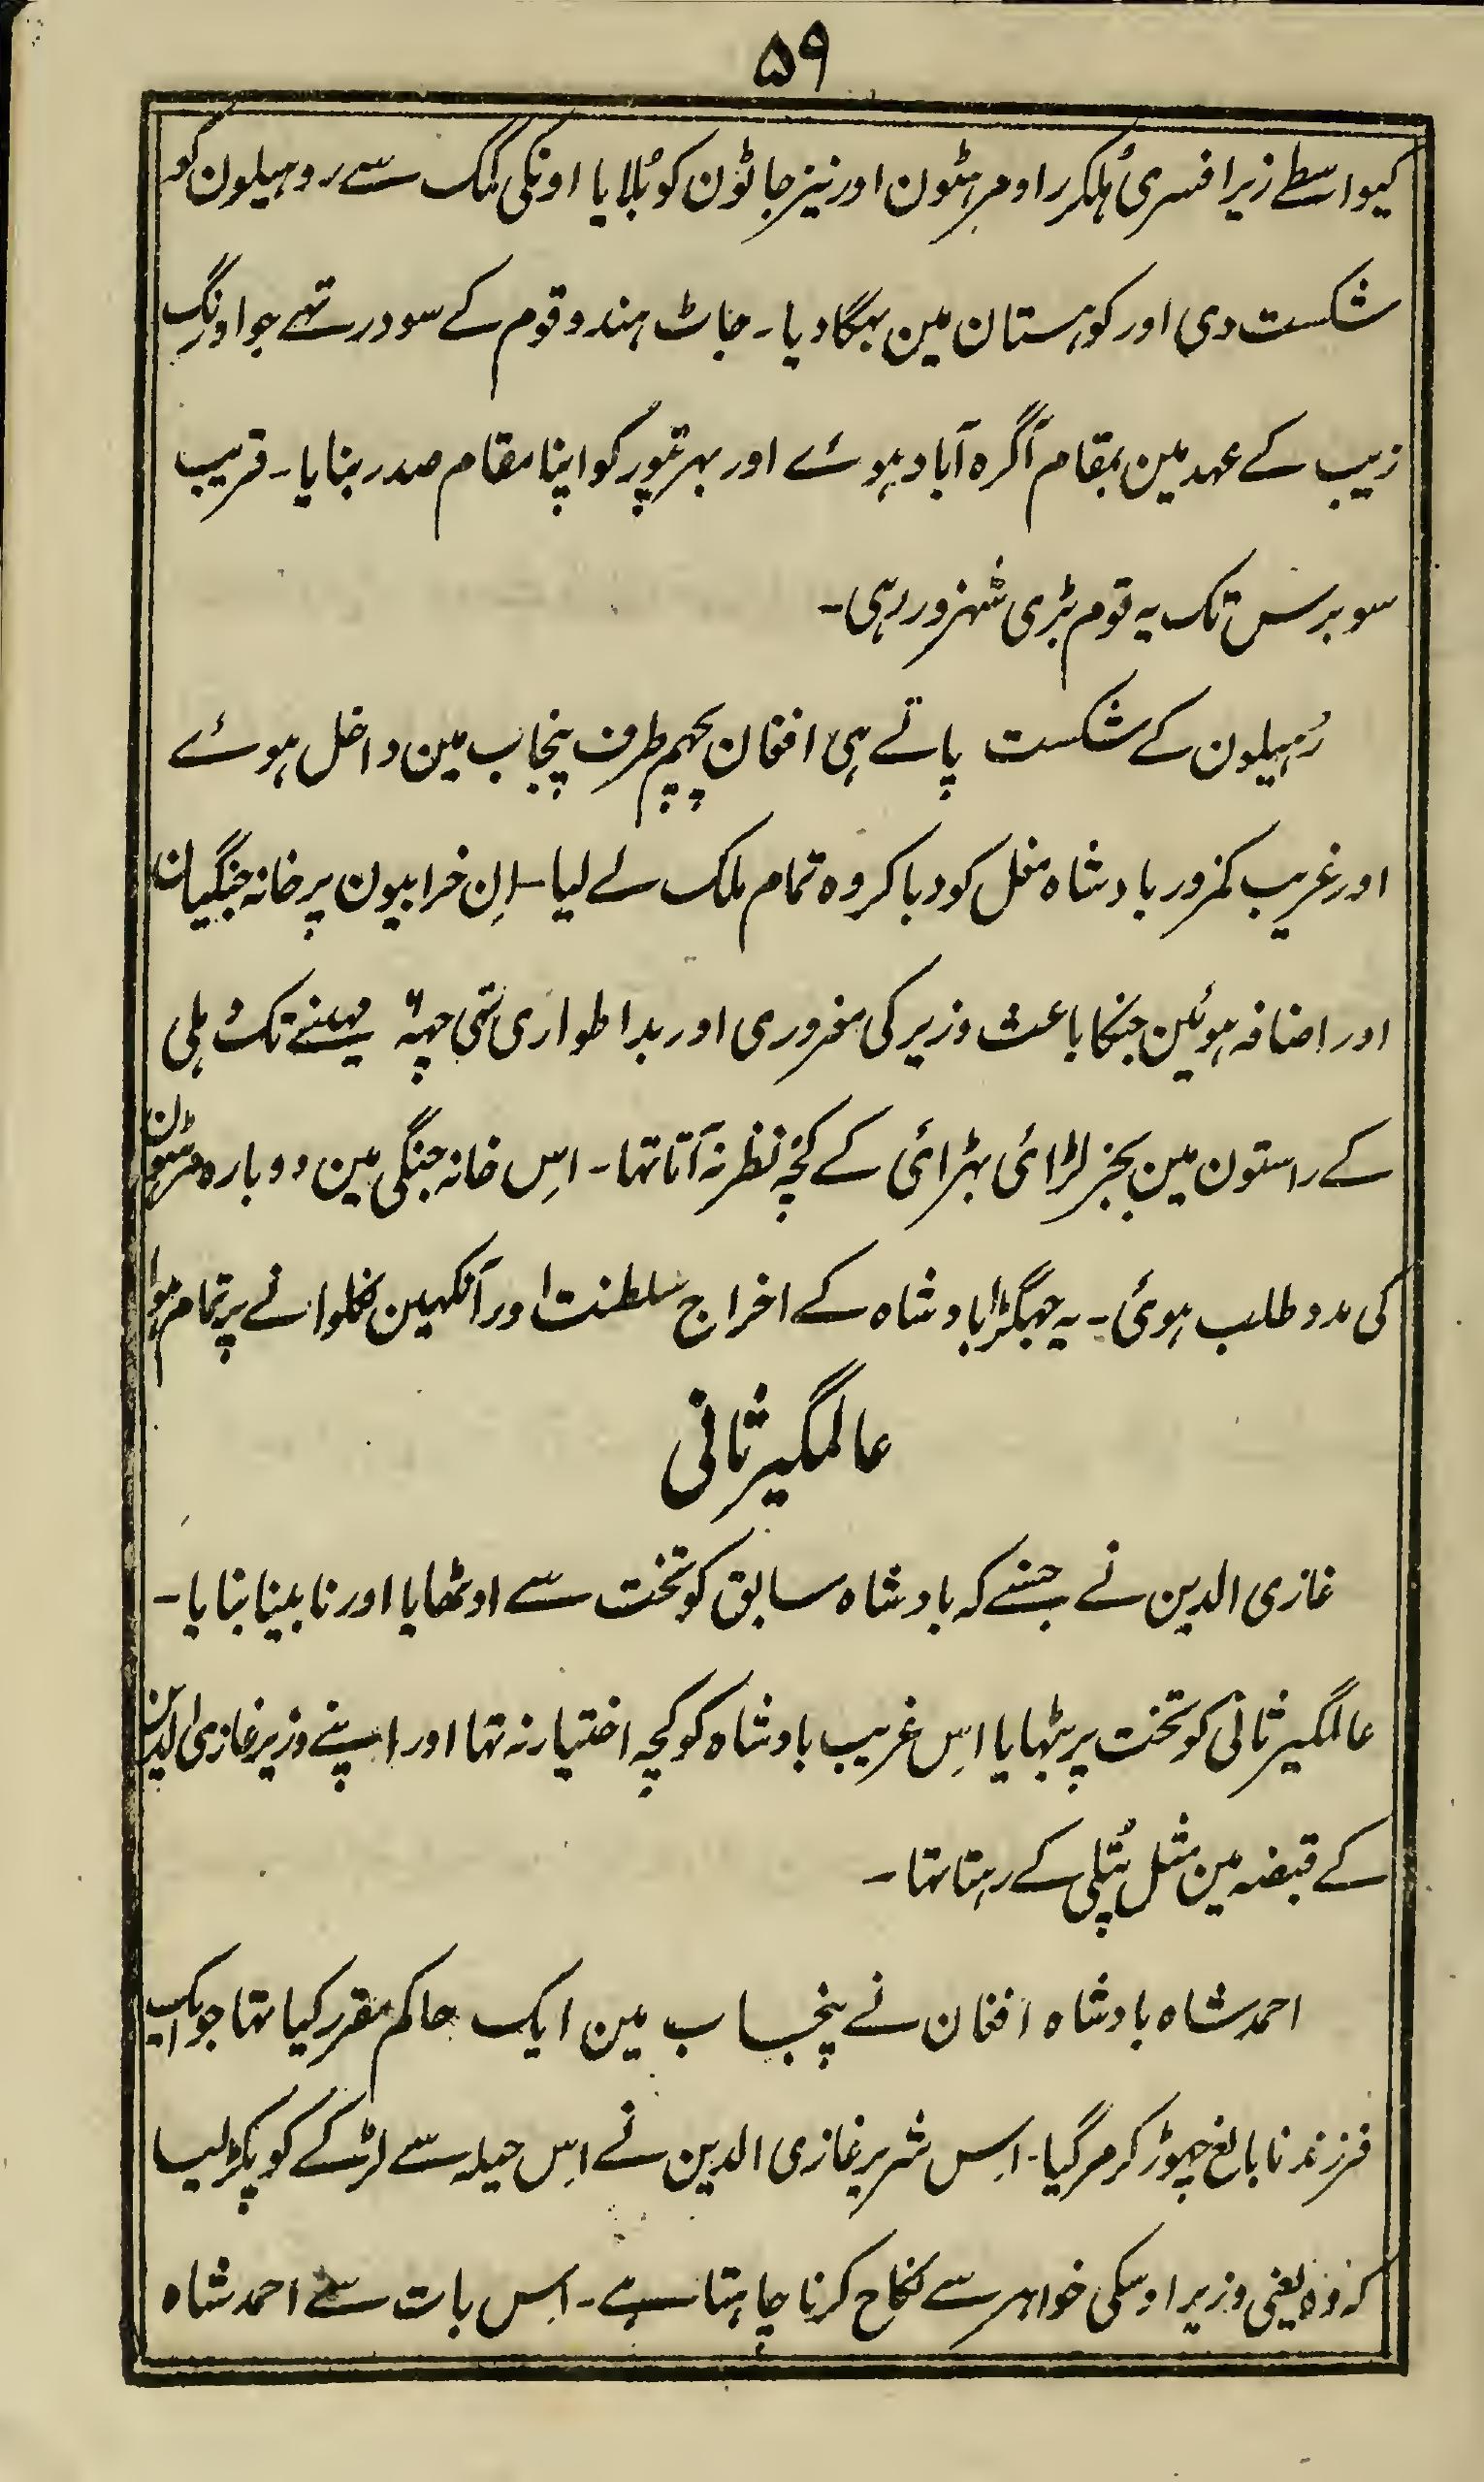 ۵۹
کیواسطے زیر افسریُ ہلکر راو مرہٹون اور نیز جاٹون کو بُلایا اونکی کمک سے روہیلون کو
شکست دی اور کوہستان مین بہگا دیا ۔ جاٹ ہندو قوم کے سودر تہے جو اورنگ
زیب کے عہد مین بمقام آگرہ آباد ہوئے اور بہرتپور کو اپنا مقام صدر بنایا ۔ قریب
سو برس تک یہ قوم بڑی شہزور رہی ۔
رُہیلون کے شکست پاتے ہی افغان پچہم طرف پنجاب مین داخل ہوئے
اور غریب کمزور بادشاہ مغل کو دبا کر وہ تمام ملک لے لیا ۔ اِن خرابیون پر خانہ جنگیان
اور اضافہ ہوئین جنکا باعث وزیر کی مغروری اور بد اطواری تہی چہہ مہینے تک دہلی
کے راستون مین بجز لڑائی بہڑائی کے کچہ نظر نہ آتا تہا ۔ اِس خانہ جنگی مین دوبارہ مرہٹون
کی مدد طلب ہوئی ۔ یہ جہگڑا بادشاہ کے اخراج سلطنت اور آنکہین نکلوانے پر تمام ہوا
عالمگیر ثانی
غازی الدین نے جسنے کہ بادشاہ سابق کو تخت سے اوٹھایا اور نابینا بنایا ۔
عالمگیر ثانی کو تخت پر بٹہایا اِس غریب بادشاہ کو کچہ اختیار نہ تہا اور اپنے وزیر غازی الدین
کے قبضہ مین مثل پُتلی کے رہتا تہا ۔
احمد شاہ بادشاہ افغان نے پنجاب مین ایک حاکم مقرر کیا تہا جو ایک
فرزند نابالغ چہوڑ کر مر گیا ۔ اِس شریر غازی الدین نے اِس حیلہ سے لڑکے کو پکڑ لیا
کہ وہ یعنی وزیر اوسکی خواہر سے نکاح کرنا چاہتا ہے ۔ اِس بات سے احمد شاہ